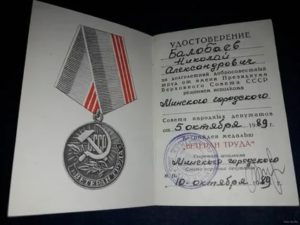 ВЕТЕРАН ТРУДА
УДОСТОВЕРЕНИЕ
Балобаев
Николай
Александрович
за долголетний добросовестный
труд от имени Президиума
Верховного Совета СССР
решением исполкома
Минского городского
Совета народных депутатов
от 5 октября 1989 г.
награжден медалью
"ВЕТЕРАН ТРУДА"
Минского городского
10 октября 1989